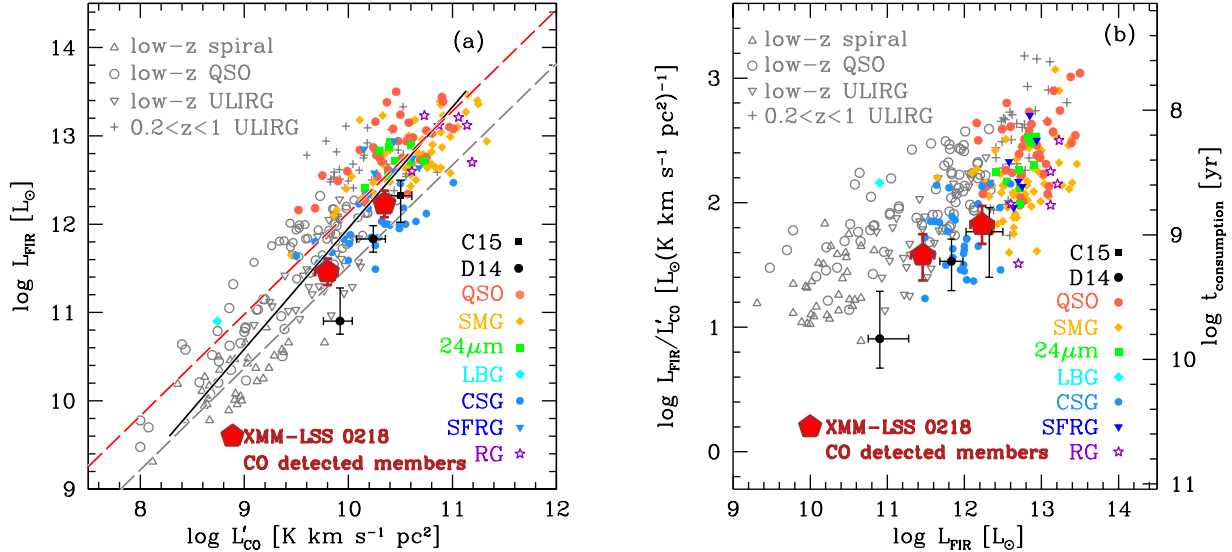 (a)
low-z spiral
low-z QSO
low-z ULIRG
0.2<z<1 ULIRG
C15
D14
QSO
SMG
24μm
LBG
CSG
SFRG
RG
XMM-LSS 0218
CO detected members
14
13
12
11
10
9
log L_FIR [L_⊙]
8 9 10 11 12
log L'_CO [K km s⁻¹ pc²]
(b)
low-z spiral
low-z QSO
low-z ULIRG
0.2<z<1 ULIRG
C15
D14
QSO
SMG
24μm
LBG
CSG
SFRG
RG
XMM-LSS 0218
CO detected members
3
2
1
0
log L_FIR/L'_CO [L_⊙(K km s⁻¹ pc²)⁻¹]
9 10 11 12 13 14
log L_FIR [L_⊙]
8
9
10
11
log t_consumption [yr]